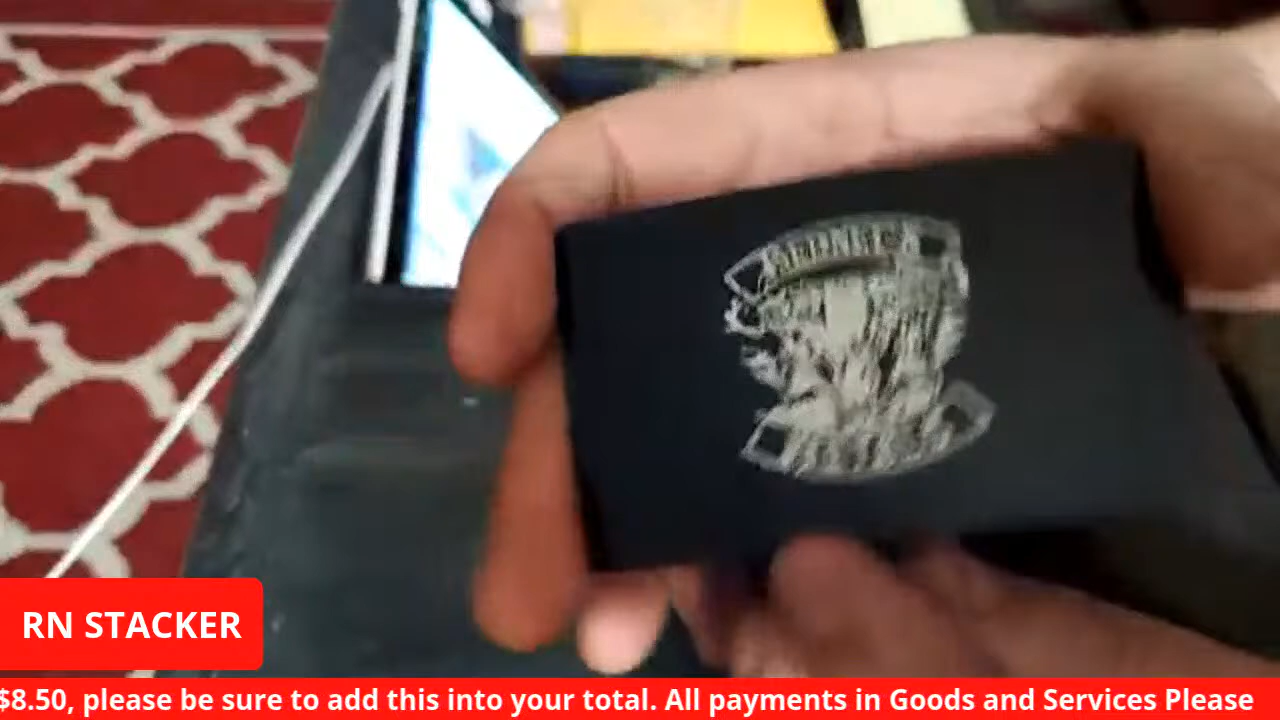 RN STACKER
$8.50, please be sure to add this into your total. All payments in Goods and Services Please